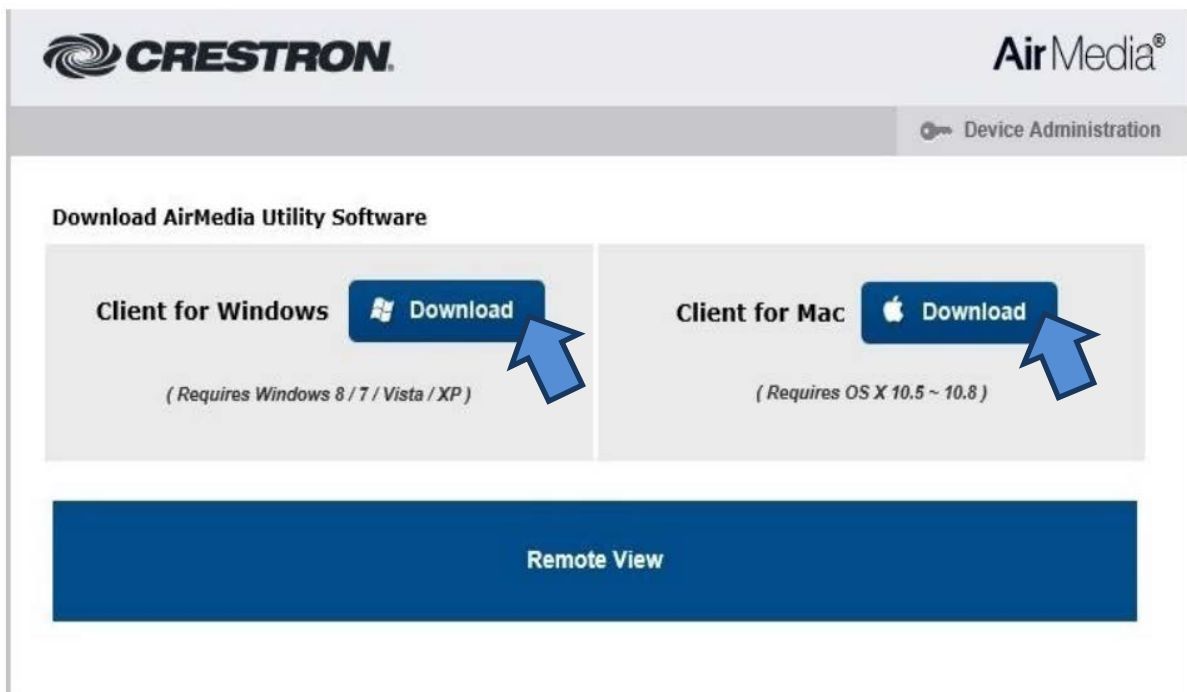 CRESTRON.
AirMedia®
Device Administration
Download AirMedia Utility Software
Client for Windows
Download
( Requires Windows 8 / 7 / Vista / XP )
Client for Mac
Download
( Requires OS X 10.5 ~ 10.8 )
Remote View